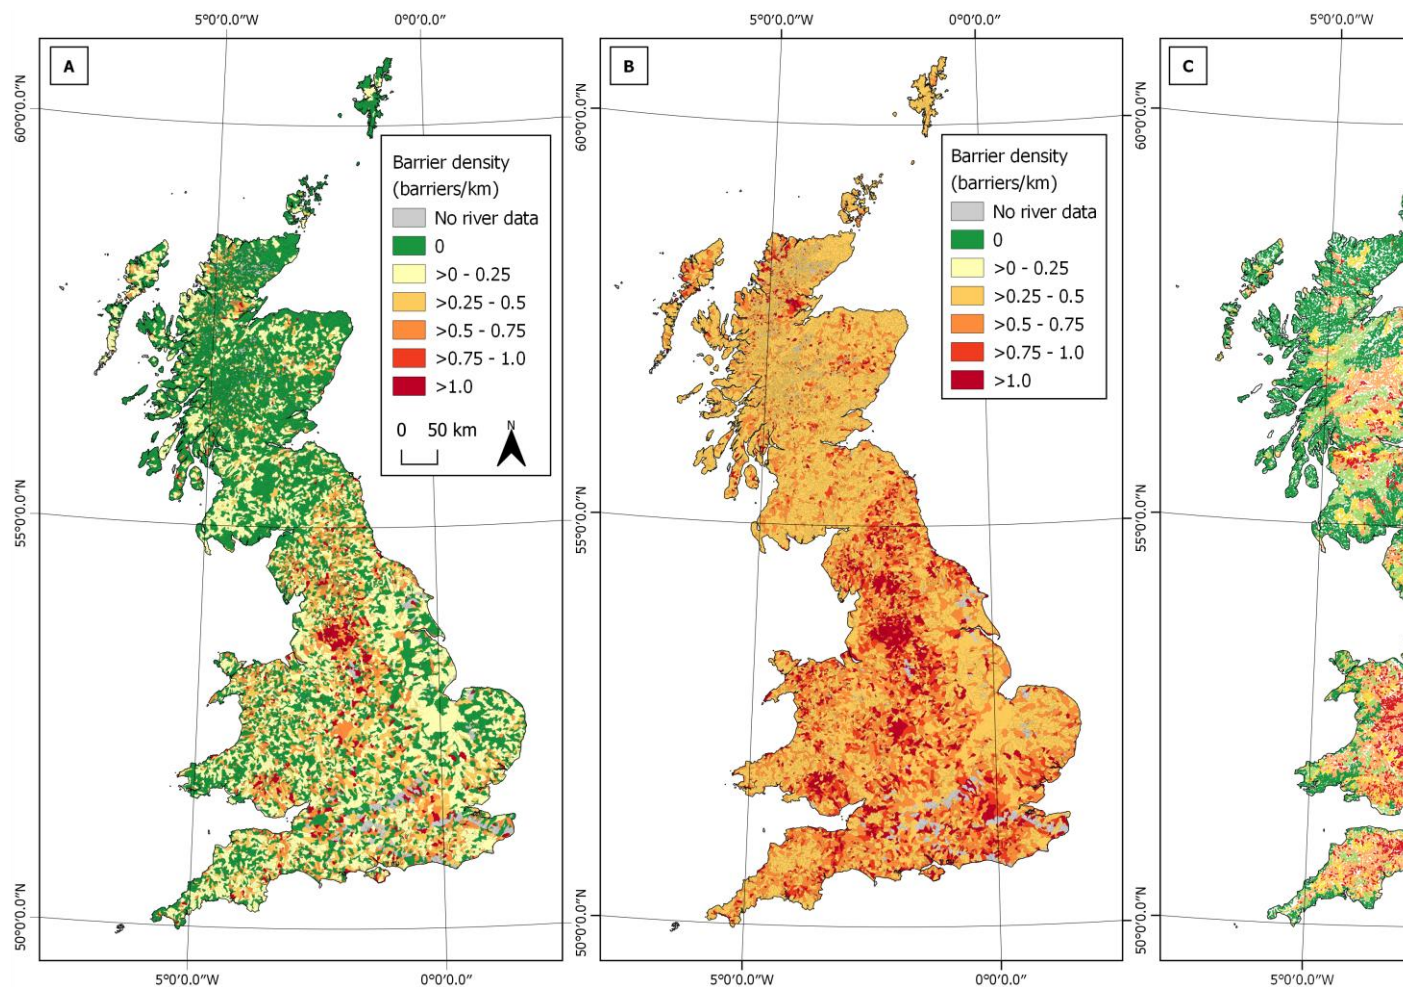 5°0'0.0"W 0°0'0.0" 5°0'0.0"W 0°0'0.0" 5°0'0.0"W
A B C
60°0'0.0"N 60°0'0.0"N 60°0'0.0"N
Barrier density
(barriers/km)
No river data
0
>0 - 0.25
>0.25 - 0.5
>0.5 - 0.75
>0.75 - 1.0
>1.0
0 50 km N
Barrier density
(barriers/km)
No river data
0
>0 - 0.25
>0.25 - 0.5
>0.5 - 0.75
>0.75 - 1.0
>1.0
55°0'0.0"N 55°0'0.0"N 55°0'0.0"N
50°0'0.0"N 50°0'0.0"N 50°0'0.0"N
5°0'0.0"W 0°0'0.0" 5°0'0.0"W 0°0'0.0" 5°0'0.0"W